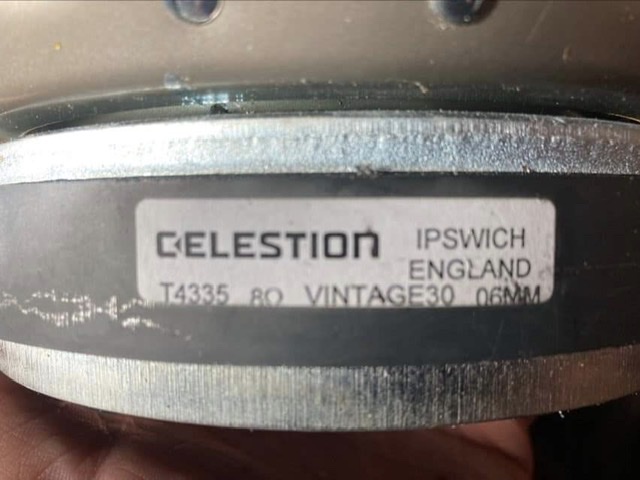 CELESTION IPSWICH
ENGLAND
T4335 8Ω VINTAGE30 06MM